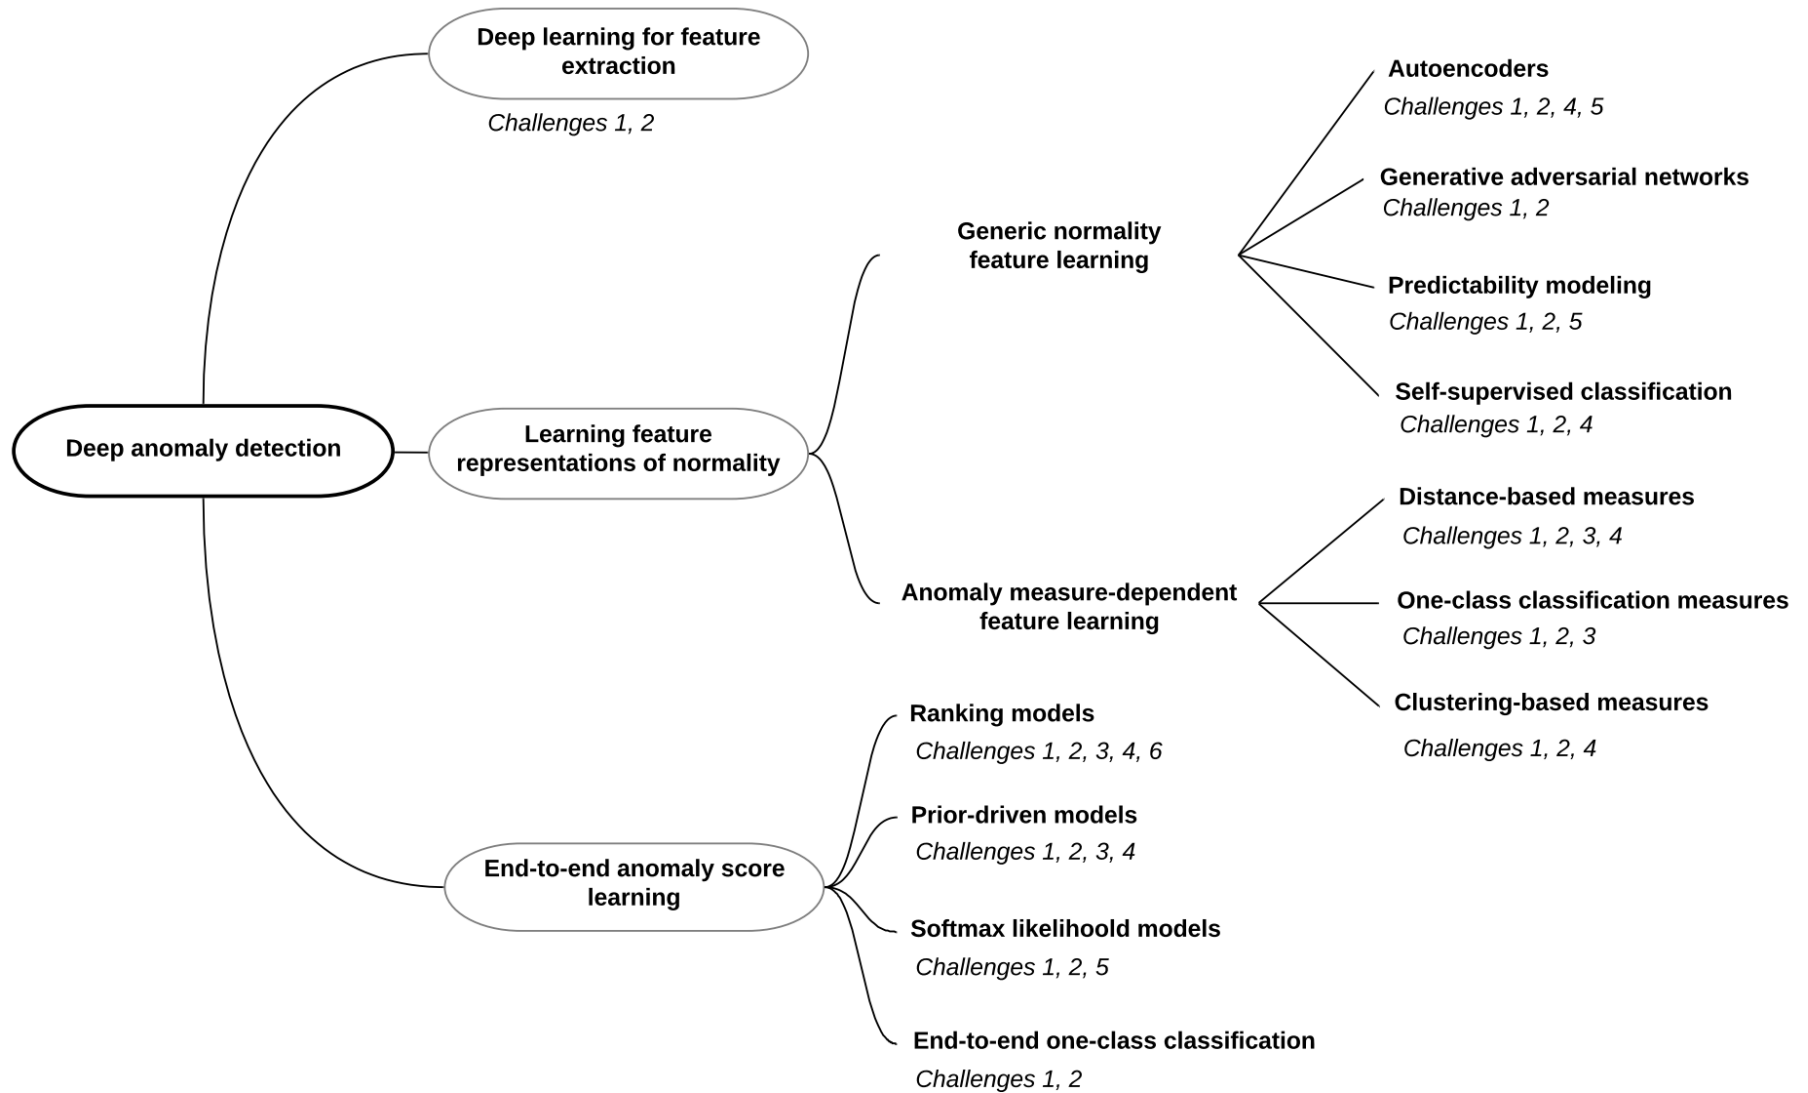 Deep learning for feature
extraction
Challenges 1, 2
Deep anomaly detection
Learning feature
representations of normality
Generic normality
feature learning
Autoencoders
Challenges 1, 2, 4, 5
Generative adversarial networks
Challenges 1, 2
Predictability modeling
Challenges 1, 2, 5
Self-supervised classification
Challenges 1, 2, 4
Anomaly measure-dependent
feature learning
Distance-based measures
Challenges 1, 2, 3, 4
One-class classification measures
Challenges 1, 2, 3
Clustering-based measures
Challenges 1, 2, 4
End-to-end anomaly score
learning
Ranking models
Challenges 1, 2, 3, 4, 6
Prior-driven models
Challenges 1, 2, 3, 4
Softmax likelihoold models
Challenges 1, 2, 5
End-to-end one-class classification
Challenges 1, 2